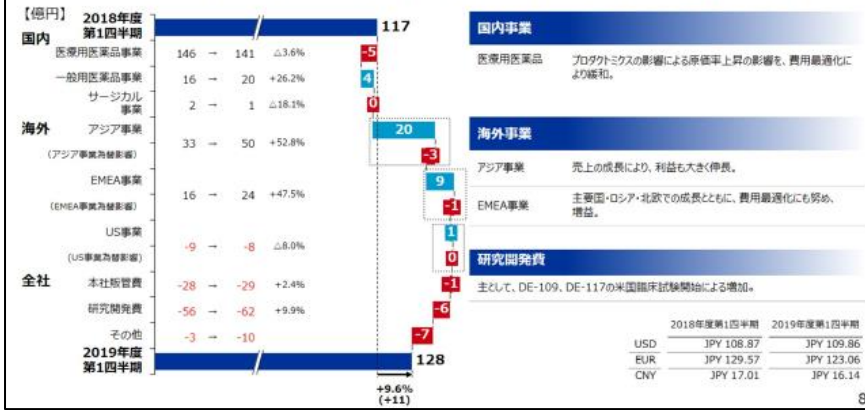 【億円】
2018年度
第1四半期
117
国内
医療用医薬品事業 146 → 141 △3.6% -5
一般用医薬品事業 16 → 20 +26.2% 4
サージカル
事業 2 → 1 △18.1% 0
海外 アジア事業 33 → 50 +52.8% 20
(アジア事業為替影響) -3
EMEA事業 16 → 24 +47.5% 9
(EMEA事業為替影響) -1
US事業 -9 → -8 △8.0% 1
(US事業為替影響) 0
全社 本社販管費 -28 → -29 +2.4% -1
研究開発費 -56 → -62 +9.9% -6
その他 -3 → -10 -7
2019年度
第1四半期
128
+9.6%
(+11)
国内事業
医療用医薬品 プロダクトミクスの影響による原価率上昇の影響を、費用最適化に
より緩和。
海外事業
アジア事業 売上の成長により、利益も大きく伸長。
EMEA事業 主要国・ロシア・北欧での成長とともに、費用最適化にも努め、
増益。
研究開発費
主として、DE-109、DE-117の米国臨床試験開始による増加。
2018年度第1四半期 2019年度第1四半期
USD JPY 108.87 JPY 109.86
EUR JPY 129.57 JPY 123.06
CNY JPY 17.01 JPY 16.14
8